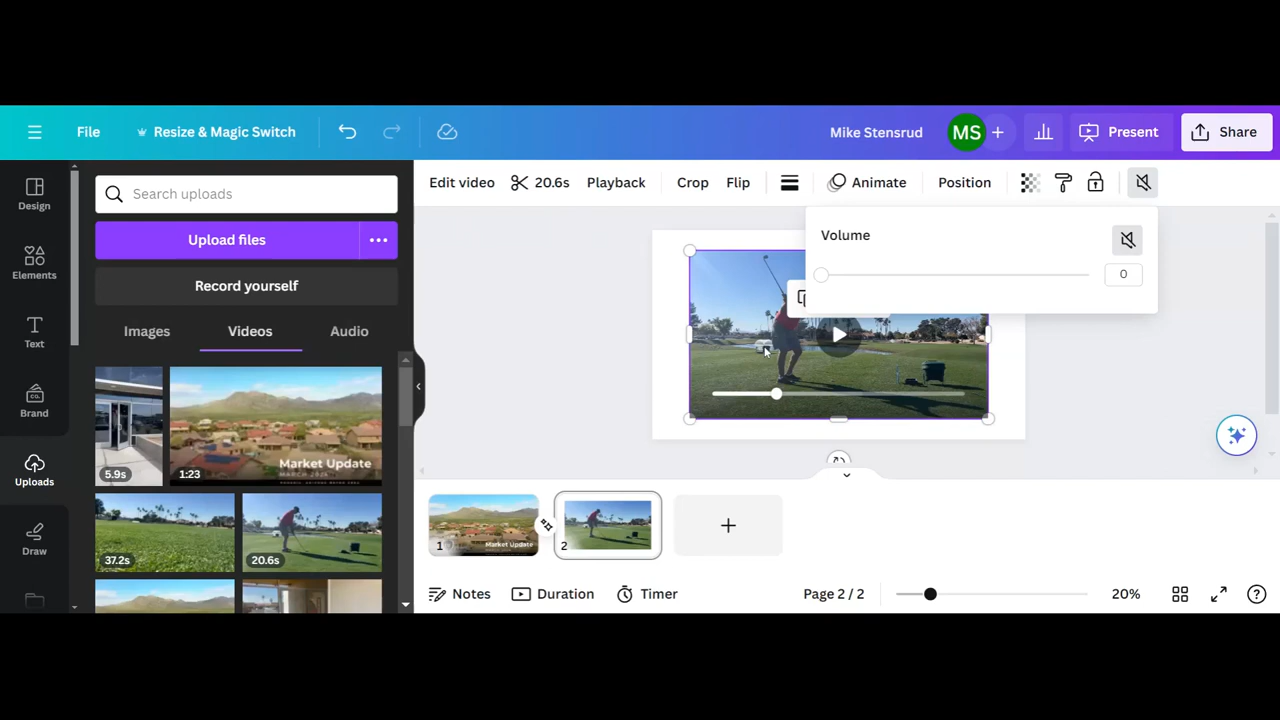 File
Resize & Magic Switch
Mike Stensrud
MS
Present
Share
Design
Elements
Text
Brand
Uploads
Draw
Search uploads
Upload files
Record yourself
Images
Videos
Audio
5.9s
1:23
Market Update
MARCH 2024
37.2s
20.6s
Edit video
20.6s
Playback
Crop
Flip
Animate
Position
Volume
0
1
Market Update
2
Notes
Duration
Timer
Page 2 / 2
20%